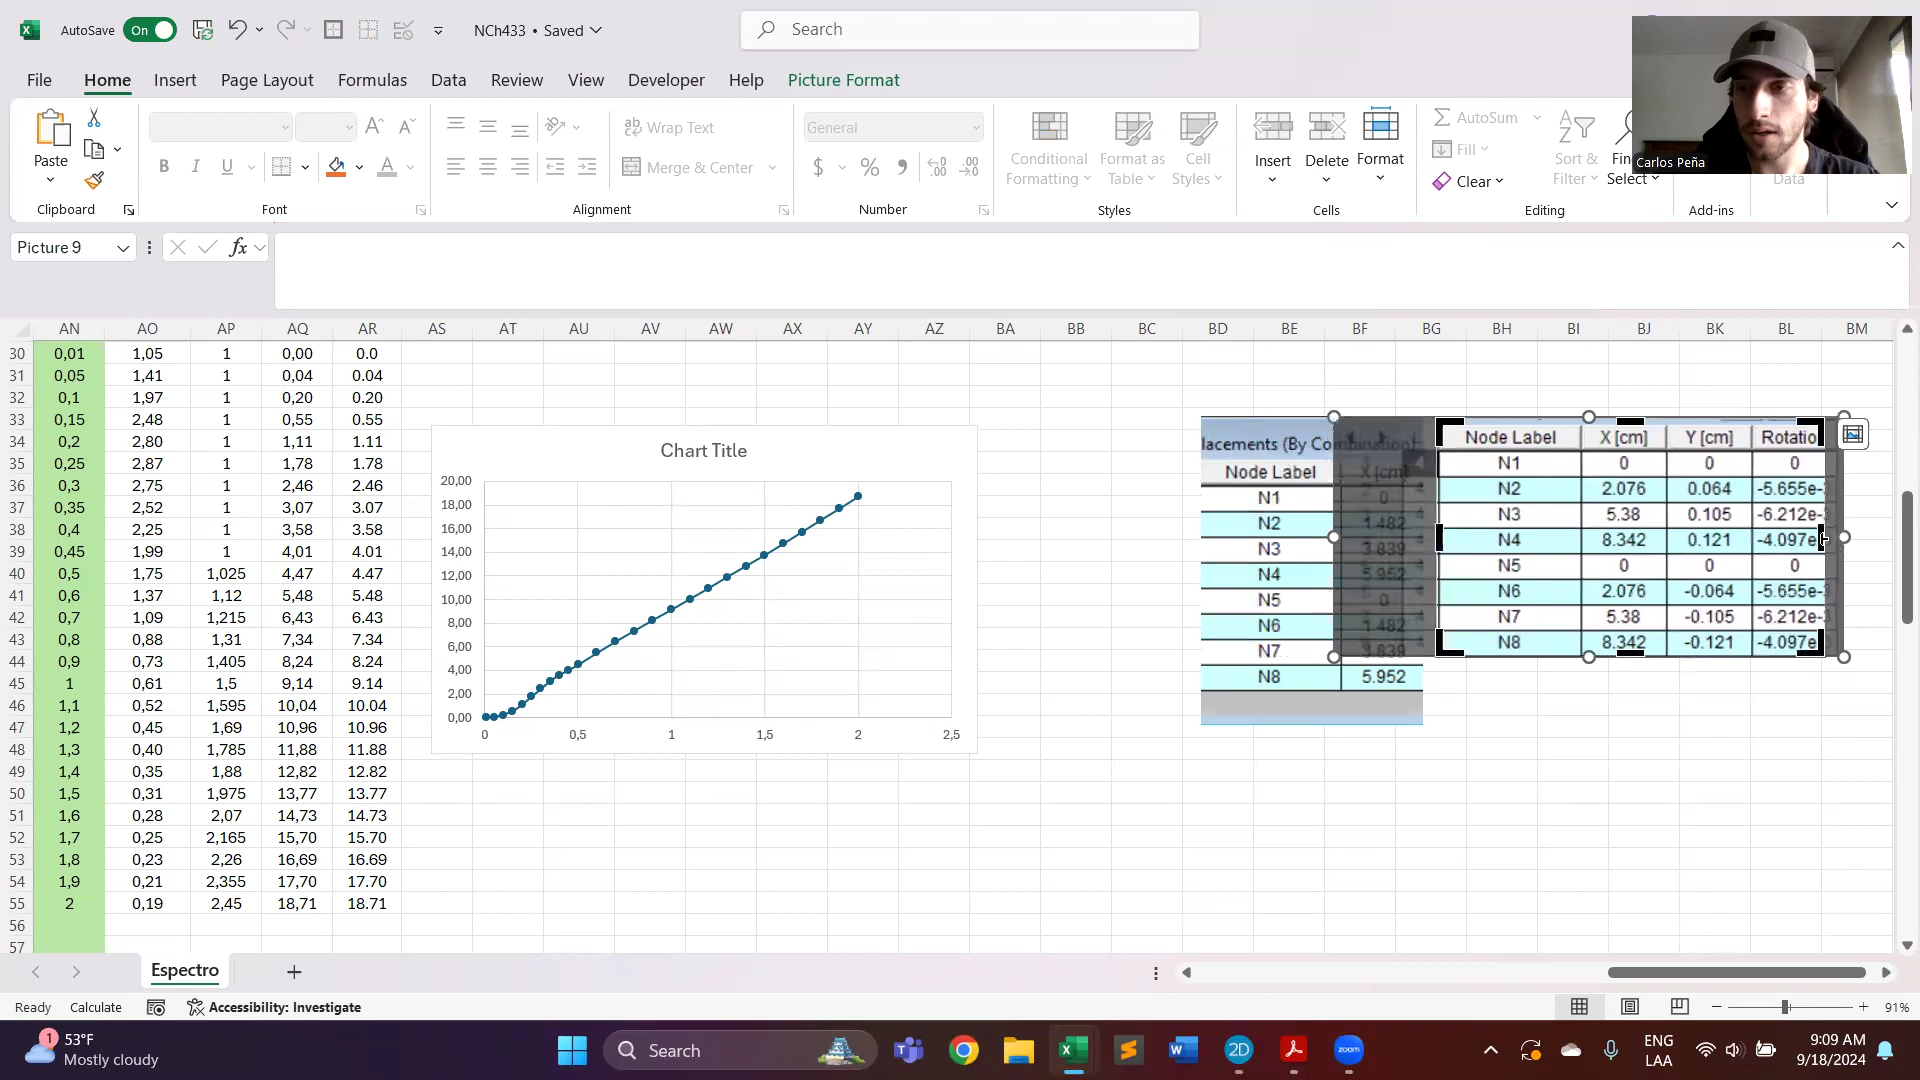 AutoSave On NCh433 • Saved Search
File Home Insert Page Layout Formulas Data Review View Developer Help Picture Format
Paste Wrap Text General AutoSum
Merge & Center Conditional Formatting Format as Table Cell Styles Insert Delete Format Fill Clear Sort & Filter Select Data
Carlos Peña
Clipboard Font Alignment Number Styles Cells Editing Add-ins
Picture 9 fx
AN AO AP AQ AR AS AT AU AV AW AX AY AZ BA BB BC BD BE BF BG BH BI BJ BK BL BM
30 0,01 1,05 1 0,00 0.0
31 0,05 1,41 1 0,04 0.04
32 0,1 1,97 1 0,20 0.20
33 0,15 2,48 1 0,55 0.55
34 0,2 2,80 1 1,11 1.11
35 0,25 2,87 1 1,78 1.78
36 0,3 2,75 1 2,46 2.46
37 0,35 2,52 1 3,07 3.07
38 0,4 2,25 1 3,58 3.58
39 0,45 1,99 1 4,01 4.01
40 0,5 1,75 1,025 4,47 4.47
41 0,6 1,37 1,12 5,48 5.48
42 0,7 1,09 1,215 6,43 6.43
43 0,8 0,88 1,31 7,34 7.34
44 0,9 0,73 1,405 8,24 8.24
45 1 0,61 1,5 9,14 9.14
46 1,1 0,52 1,595 10,04 10.04
47 1,2 0,45 1,69 10,96 10.96
48 1,3 0,40 1,785 11,88 11.88
49 1,4 0,35 1,88 12,82 12.82
50 1,5 0,31 1,975 13,77 13.77
51 1,6 0,28 2,07 14,73 14.73
52 1,7 0,25 2,165 15,70 15.70
53 1,8 0,23 2,26 16,69 16.69
54 1,9 0,21 2,355 17,70 17.70
55 2 0,19 2,45 18,71 18.71
56
57
Chart Title
20,00
18,00
16,00
14,00
12,00
10,00
8,00
6,00
4,00
2,00
0,00
0 0,5 1 1,5 2 2,5
lacements (By Combination)
Node Label X [cm]
N1 0
N2 1.482
N3 3.839
N4 5.952
N5 0
N6 1.482
N7 3.839
N8 5.952
Node Label X [cm] Y [cm] Rotatio
N1 0 0 0
N2 2.076 0.064 -5.655e-3
N3 5.38 0.105 -6.212e-3
N4 8.342 0.121 -4.097e
N5 0 0 0
N6 2.076 -0.064 -5.655e-3
N7 5.38 -0.105 -6.212e-3
N8 8.342 -0.121 -4.097e
Espectro
Ready Calculate Accessibility: Investigate 91%
1 53°F
Mostly cloudy
Search 2D zoom ENG
LAA
9:09 AM
9/18/2024